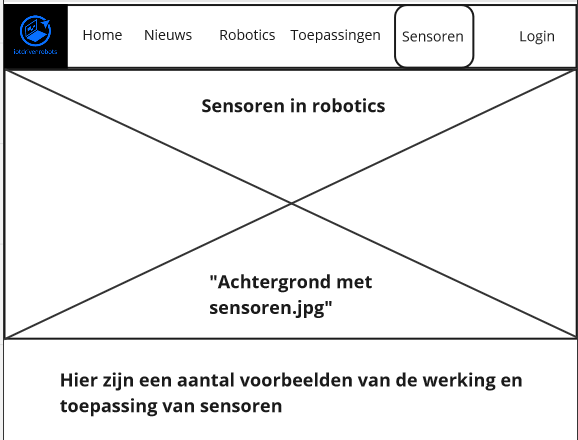 iotdrivenrobots
Home Nieuws Robotics Toepassingen Sensoren Login
Sensoren in robotics
"Achtergrond met
sensoren.jpg"
Hier zijn een aantal voorbeelden van de werking en
toepassing van sensoren